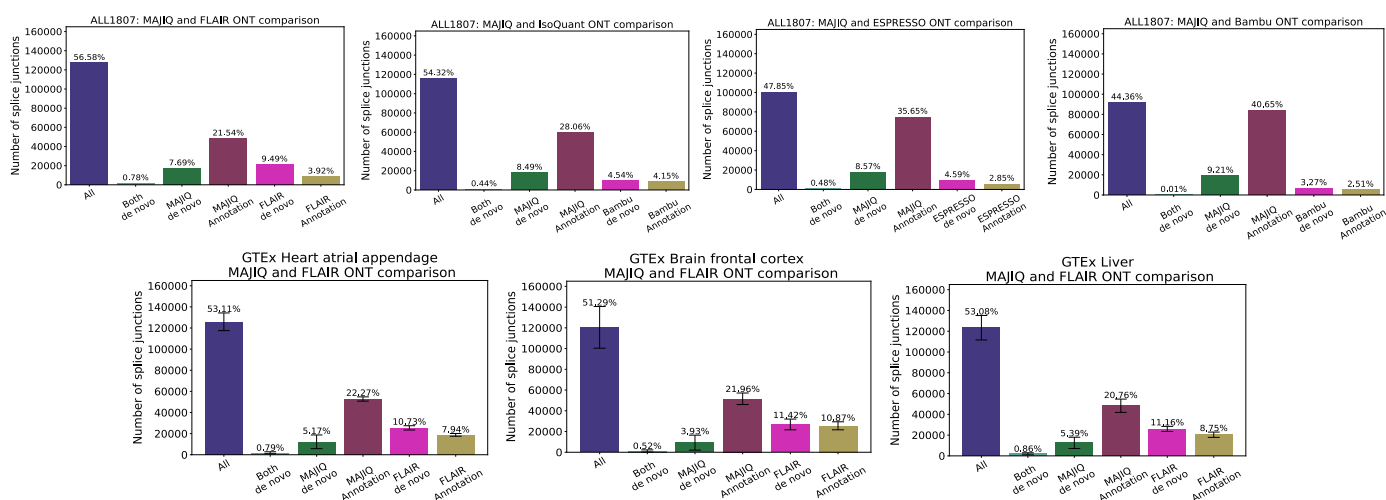 ALL1807: MAJIQ and FLAIR ONT comparison
Number of splice junctions
160000
140000
120000
100000
80000
60000
40000
20000
0
56.58%
0.78%
7.69%
21.54%
9.49%
3.92%
All
Both
de novo
MAJIQ
de novo
MAJIQ
Annotation
FLAIR
de novo
FLAIR
Annotation
ALL1807: MAJIQ and IsoQuant ONT comparison
Number of splice junctions
160000
140000
120000
100000
80000
60000
40000
20000
0
54.32%
0.44%
8.49%
28.06%
4.54%
4.15%
All
Both
de novo
MAJIQ
de novo
MAJIQ
Annotation
Bambu
de novo
Bambu
Annotation
ALL1807: MAJIQ and ESPRESSO ONT comparison
Number of splice junctions
160000
140000
120000
100000
80000
60000
40000
20000
0
47.85%
0.48%
8.57%
35.65%
4.59%
2.85%
All
Both
de novo
MAJIQ
de novo
MAJIQ
Annotation
ESPRESSO
de novo
ESPRESSO
Annotation
ALL1807: MAJIQ and Bambu ONT comparison
Number of splice junctions
160000
140000
120000
100000
80000
60000
40000
20000
0
44.36%
0.01%
9.21%
40.65%
3.27%
2.51%
All
Both
de novo
MAJIQ
de novo
MAJIQ
Annotation
Bambu
de novo
Bambu
Annotation
GTEx Heart atrial appendage
MAJIQ and FLAIR ONT comparison
Number of splice junctions
160000
140000
120000
100000
80000
60000
40000
20000
0
53.11%
0.79%
5.17%
22.27%
10.73%
7.94%
All
Both
de novo
MAJIQ
de novo
MAJIQ
Annotation
FLAIR
de novo
FLAIR
Annotation
GTEx Brain frontal cortex
MAJIQ and FLAIR ONT comparison
Number of splice junctions
160000
140000
120000
100000
80000
60000
40000
20000
0
51.29%
0.52%
3.93%
21.96%
11.42%
10.87%
All
Both
de novo
MAJIQ
de novo
MAJIQ
Annotation
FLAIR
de novo
FLAIR
Annotation
GTEx Liver
MAJIQ and FLAIR ONT comparison
Number of splice junctions
160000
140000
120000
100000
80000
60000
40000
20000
0
53.08%
0.86%
5.39%
20.76%
11.16%
8.75%
All
Both
de novo
MAJIQ
de novo
MAJIQ
Annotation
FLAIR
de novo
FLAIR
Annotation